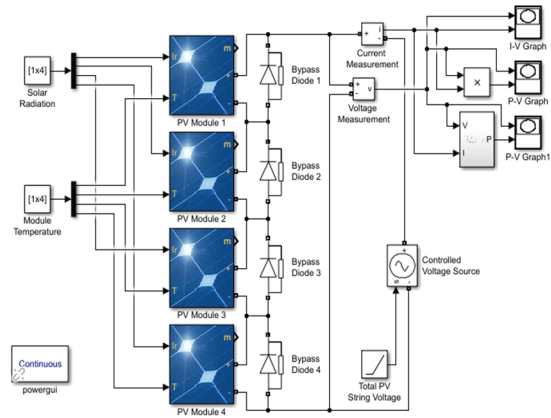 [1x4]
Solar
Radiation
[1x4]
Module
Temperature
Continuous
powergui
Ir
T
m
+
-
PV Module 1
Ir
T
m
+
-
PV Module 2
Ir
T
m
+
-
PV Module 3
Ir
T
m
+
-
PV Module 4
Bypass
Diode 1
Bypass
Diode 2
Bypass
Diode 3
Bypass
Diode 4
+
-
i
Current
Measurement
+
-
v
Voltage
Measurement
×
V
I
P
I-V Graph
P-V Graph
P-V Graph1
+
s
-
Controlled
Voltage Source
Total PV
String Voltage